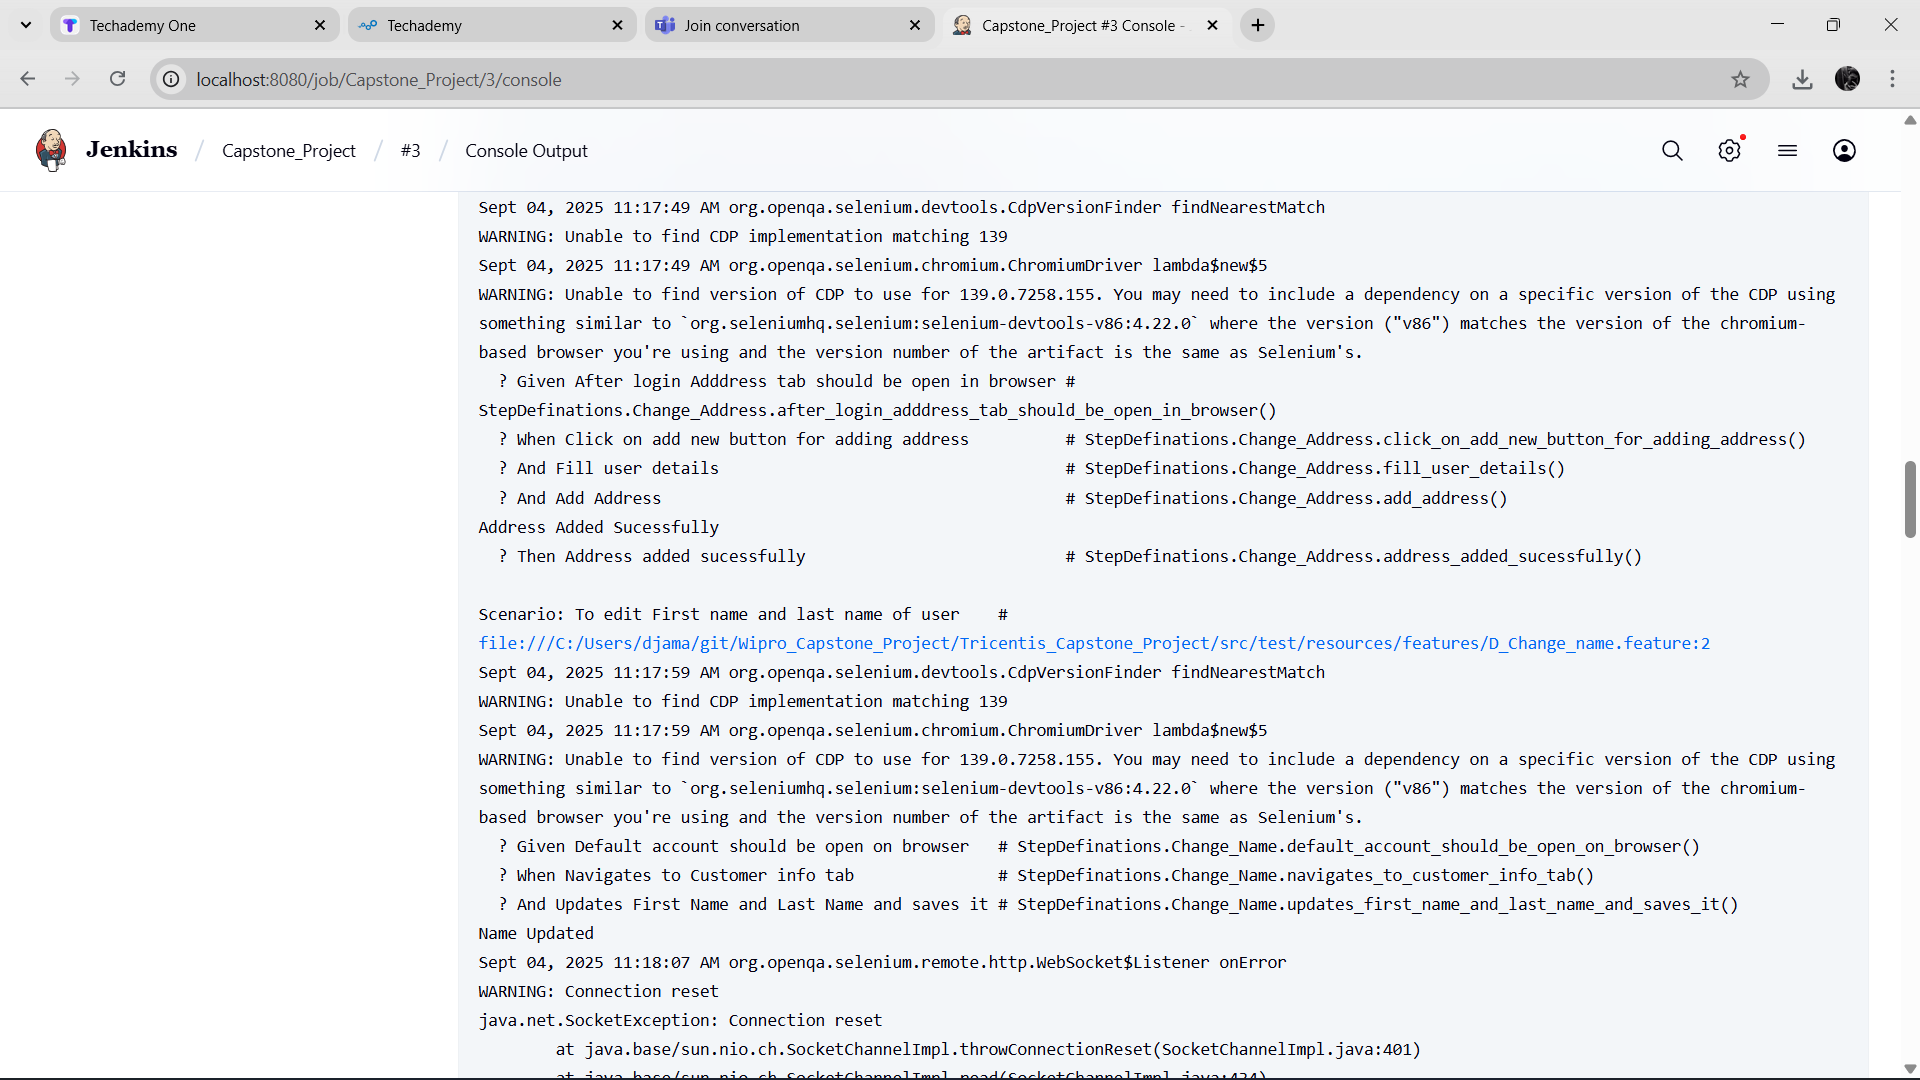 Techademy One
Techademy
Join conversation
Capstone_Project #3 Console -
localhost:8080/job/Capstone_Project/3/console
Jenkins / Capstone_Project / #3 / Console Output
Sept 04, 2025 11:17:49 AM org.openqa.selenium.devtools.CdpVersionFinder findNearestMatch
WARNING: Unable to find CDP implementation matching 139
Sept 04, 2025 11:17:49 AM org.openqa.selenium.chromium.ChromiumDriver lambda$new$5
WARNING: Unable to find version of CDP to use for 139.0.7258.155. You may need to include a dependency on a specific version of the CDP using
something similar to `org.seleniumhq.selenium:selenium-devtools-v86:4.22.0` where the version ("v86") matches the version of the chromium-
based browser you're using and the version number of the artifact is the same as Selenium's.
? Given After login Adddress tab should be open in browser #
StepDefinations.Change_Address.after_login_adddress_tab_should_be_open_in_browser()
? When Click on add new button for adding address # StepDefinations.Change_Address.click_on_add_new_button_for_adding_address()
? And Fill user details # StepDefinations.Change_Address.fill_user_details()
? And Add Address # StepDefinations.Change_Address.add_address()
Address Added Sucessfully
? Then Address added sucessfully # StepDefinations.Change_Address.address_added_sucessfully()
Scenario: To edit First name and last name of user #
file:///C:/Users/djama/git/Wipro_Capstone_Project/Tricentis_Capstone_Project/src/test/resources/features/D_Change_name.feature:2
Sept 04, 2025 11:17:59 AM org.openqa.selenium.devtools.CdpVersionFinder findNearestMatch
WARNING: Unable to find CDP implementation matching 139
Sept 04, 2025 11:17:59 AM org.openqa.selenium.chromium.ChromiumDriver lambda$new$5
WARNING: Unable to find version of CDP to use for 139.0.7258.155. You may need to include a dependency on a specific version of the CDP using
something similar to `org.seleniumhq.selenium:selenium-devtools-v86:4.22.0` where the version ("v86") matches the version of the chromium-
based browser you're using and the version number of the artifact is the same as Selenium's.
? Given Default account should be open on browser # StepDefinations.Change_Name.default_account_should_be_open_on_browser()
? When Navigates to Customer info tab # StepDefinations.Change_Name.navigates_to_customer_info_tab()
? And Updates First Name and Last Name and saves it # StepDefinations.Change_Name.updates_first_name_and_last_name_and_saves_it()
Name Updated
Sept 04, 2025 11:18:07 AM org.openqa.selenium.remote.http.WebSocket$Listener onError
WARNING: Connection reset
java.net.SocketException: Connection reset
at java.base/sun.nio.ch.SocketChannelImpl.throwConnectionReset(SocketChannelImpl.java:401)
at java.base/sun.nio.ch.SocketChannelImpl.read(SocketChannelImpl.java:434)